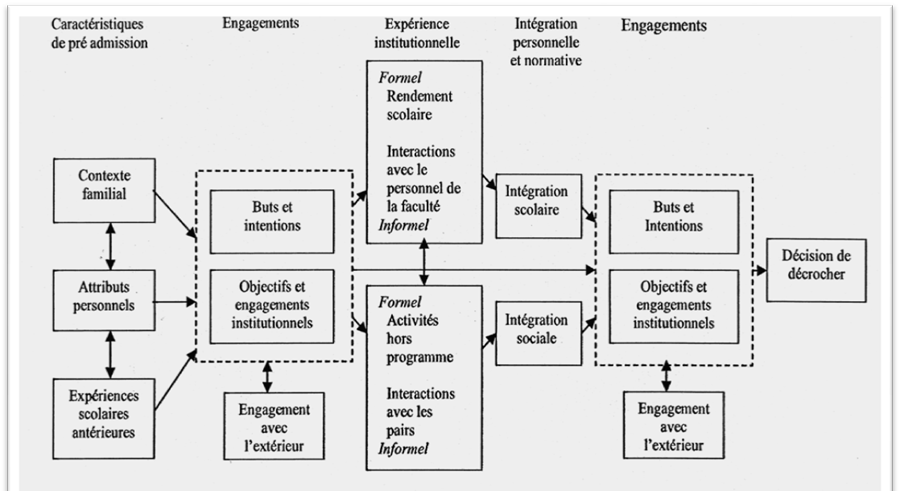 Caractéristiques
de pré admission
Engagements
Expérience
institutionnelle
Intégration
personnelle
et normative
Engagements
Contexte
familial
Attributs
personnels
Expériences
scolaires
antérieures
Buts et
intentions
Objectifs et
engagements
institutionnels
Engagement
avec
l'extérieur
Formel
Rendement
scolaire
Interactions
avec le
personnel de
la faculté
Informel
Formel
Activités
hors
programme
Interactions
avec les
pairs
Informel
Intégration
scolaire
Intégration
sociale
Buts et
Intentions
Objectifs et
engagements
institutionnels
Engagement
avec
l'extérieur
Décision de
décrocher